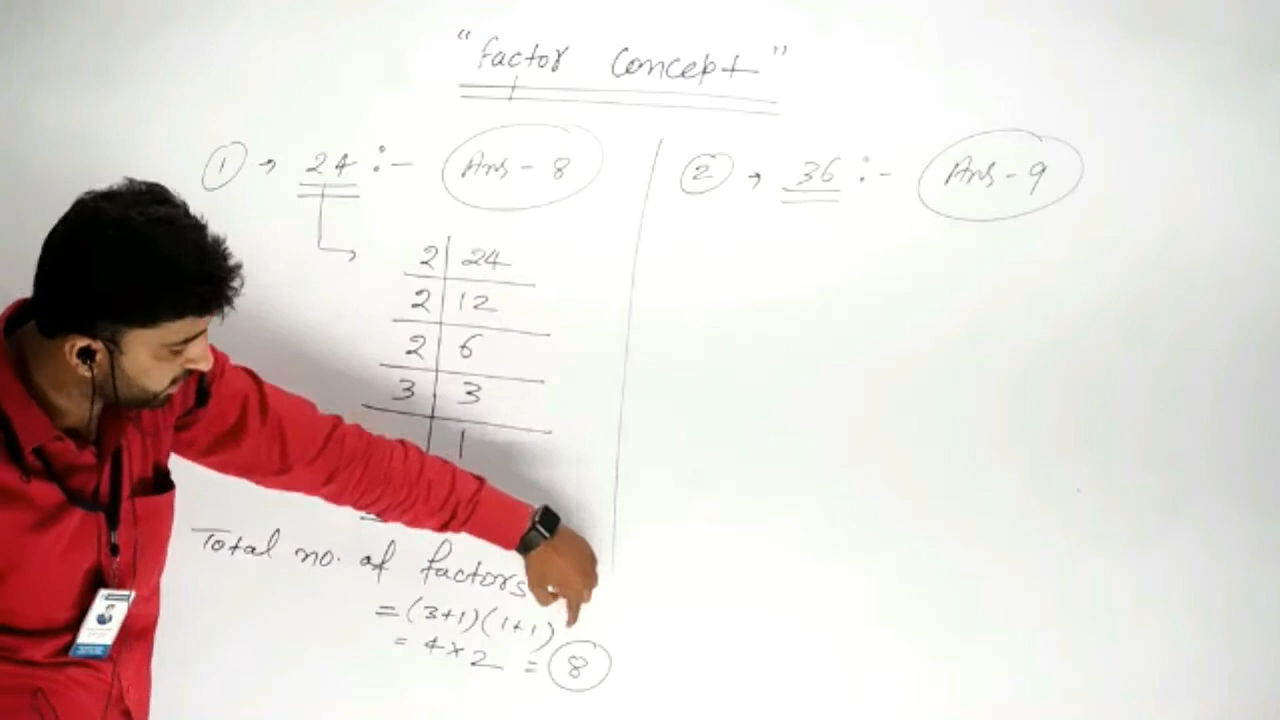 "Factor Concept"
① → 24 :- Ans - 8
2 | 24
2 | 12
2 | 6
3 | 3
1
Total no. of factors
= (3+1)(1+1)
= 4 × 2 = 8
② → 36 :- Ans - 9